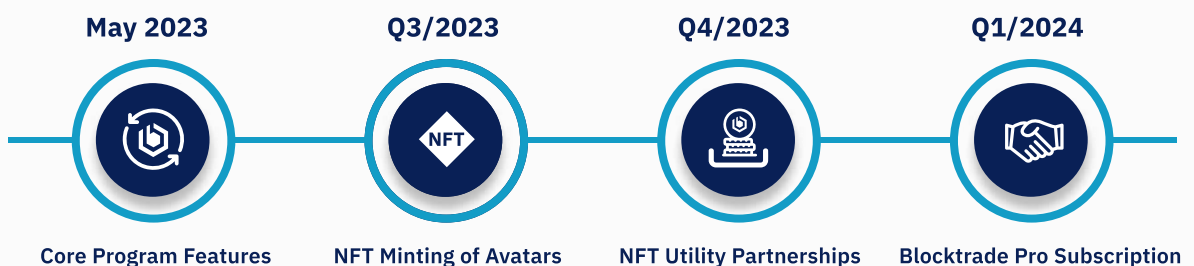 May 2023
Q3/2023
Q4/2023
Q1/2024
NFT
Core Program Features
NFT Minting of Avatars
NFT Utility Partnerships
Blocktrade Pro Subscription